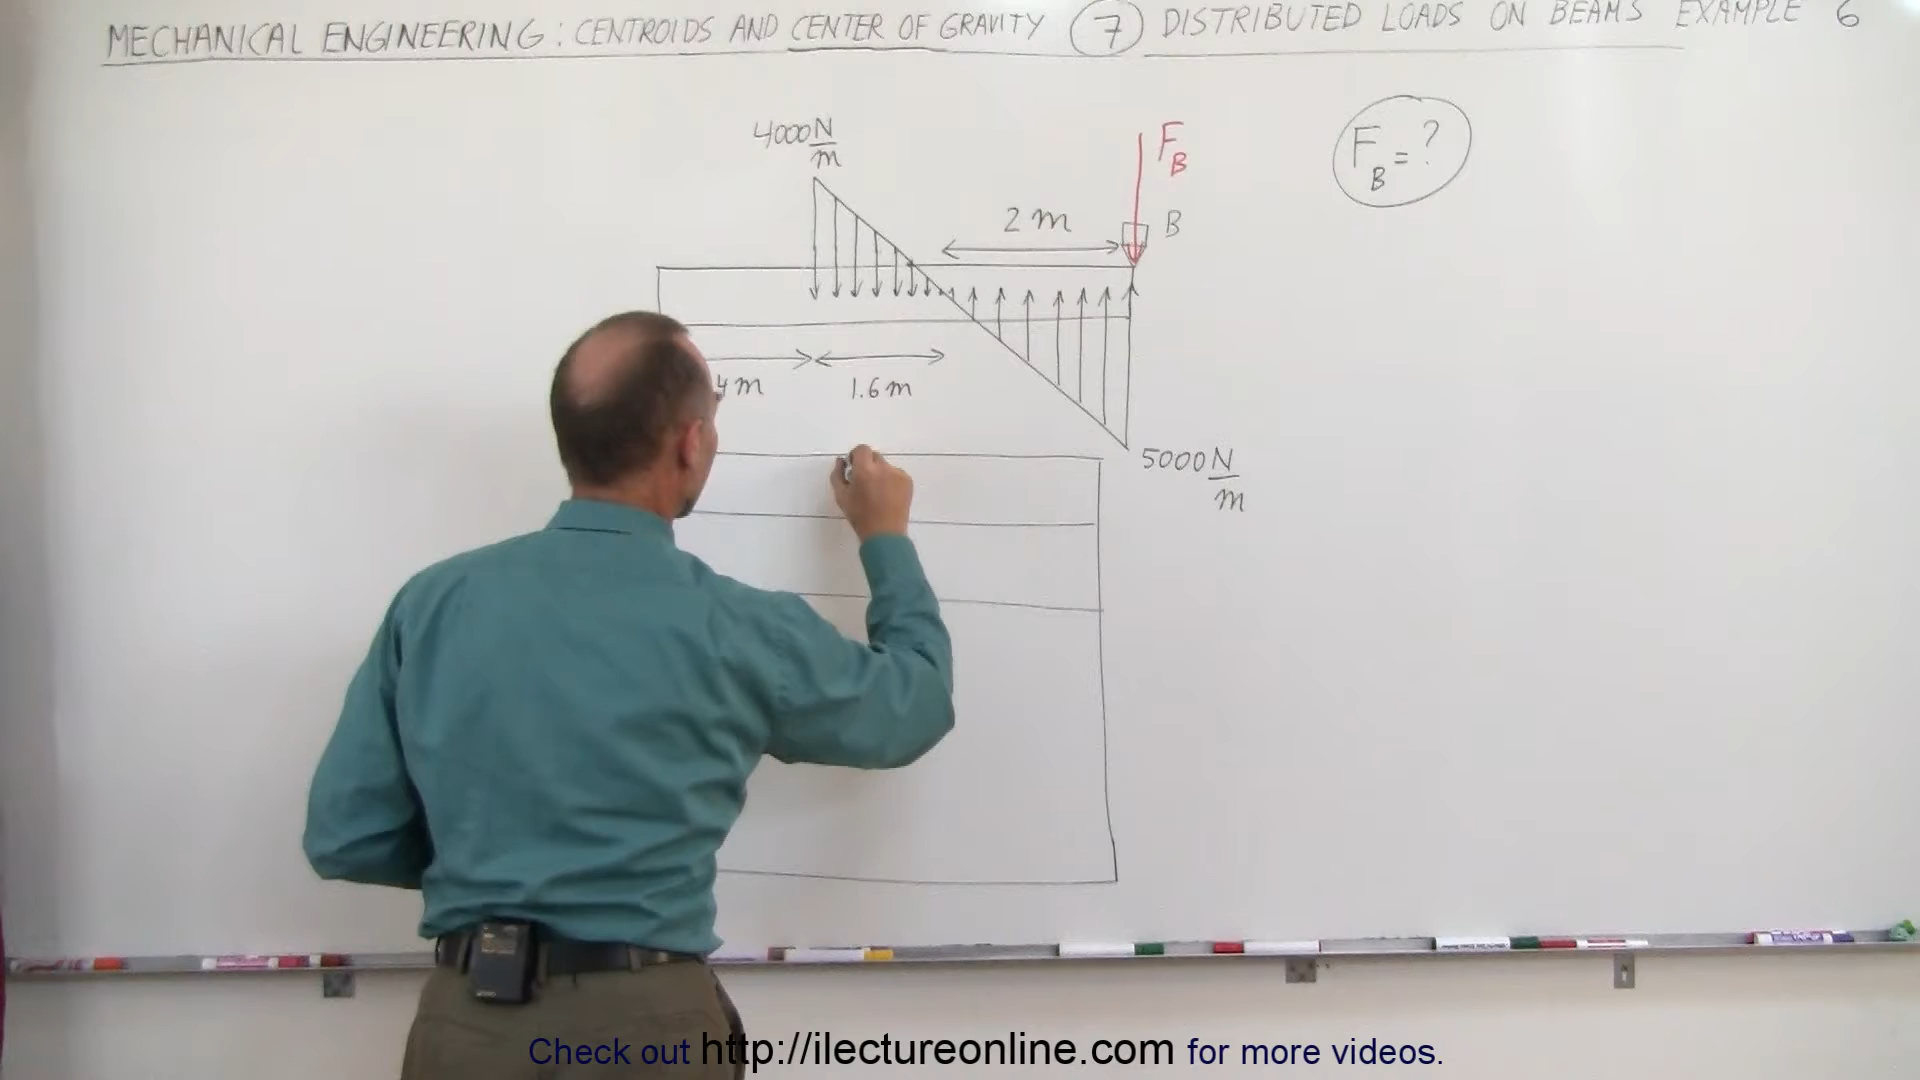 MECHANICAL ENGINEERING: CENTROIDS AND CENTER OF GRAVITY 7 DISTRIBUTED LOADS ON BEAMS EXAMPLE 6
4000 N/m
F_B
F_B = ?
2 m
B
4 m
1.6 m
5000 N/m
Check out http://ilectureonline.com for more videos.